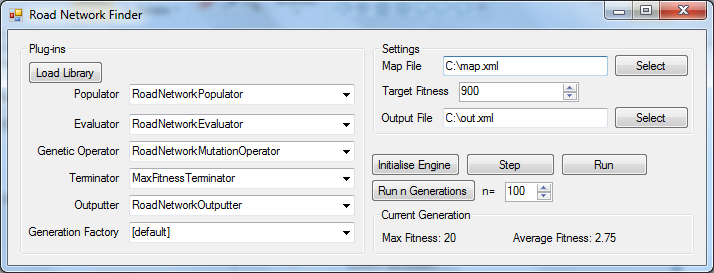 Road Network Finder
Plug-ins
Load Library
Populator RoadNetworkPopulator
Evaluator RoadNetworkEvaluator
Genetic Operator RoadNetworkMutationOperator
Terminator MaxFitnessTerminator
Outputter RoadNetworkOutputter
Generation Factory [default]
Settings
Map File C:\map.xml Select
Target Fitness 900
Output File C:\out.xml Select
Initialise Engine Step Run
Run n Generations n= 100
Current Generation
Max Fitness: 20 Average Fitness: 2.75